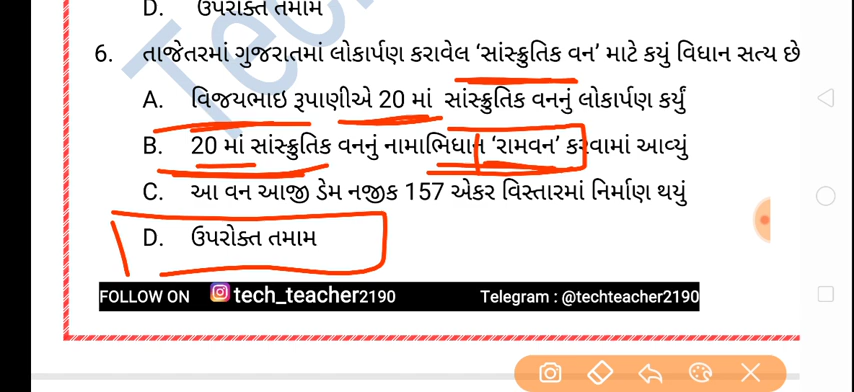 D. ઉપરોક્ત તમામ
6. તાજેતરમાં ગુજરાતમાં લોકાર્પણ કરાવેલ ‘સાંસ્ક્રુતિક વન’ માટે કયું વિધાન સત્ય છે
A. વિજયભાઇ રૂપાણીએ 20 માં સાંસ્ક્રુતિક વનનું લોકાર્પણ કર્યું
B. 20 માં સાંસ્ક્રુતિક વનનું નામાભિધાન ‘રામવન’ કરવામાં આવ્યું
C. આ વન આજી ડેમ નજીક 157 એકર વિસ્તારમાં નિર્માણ થયું
D. ઉપરોક્ત તમામ
FOLLOW ON tech_teacher2190 Telegram : @techteacher2190